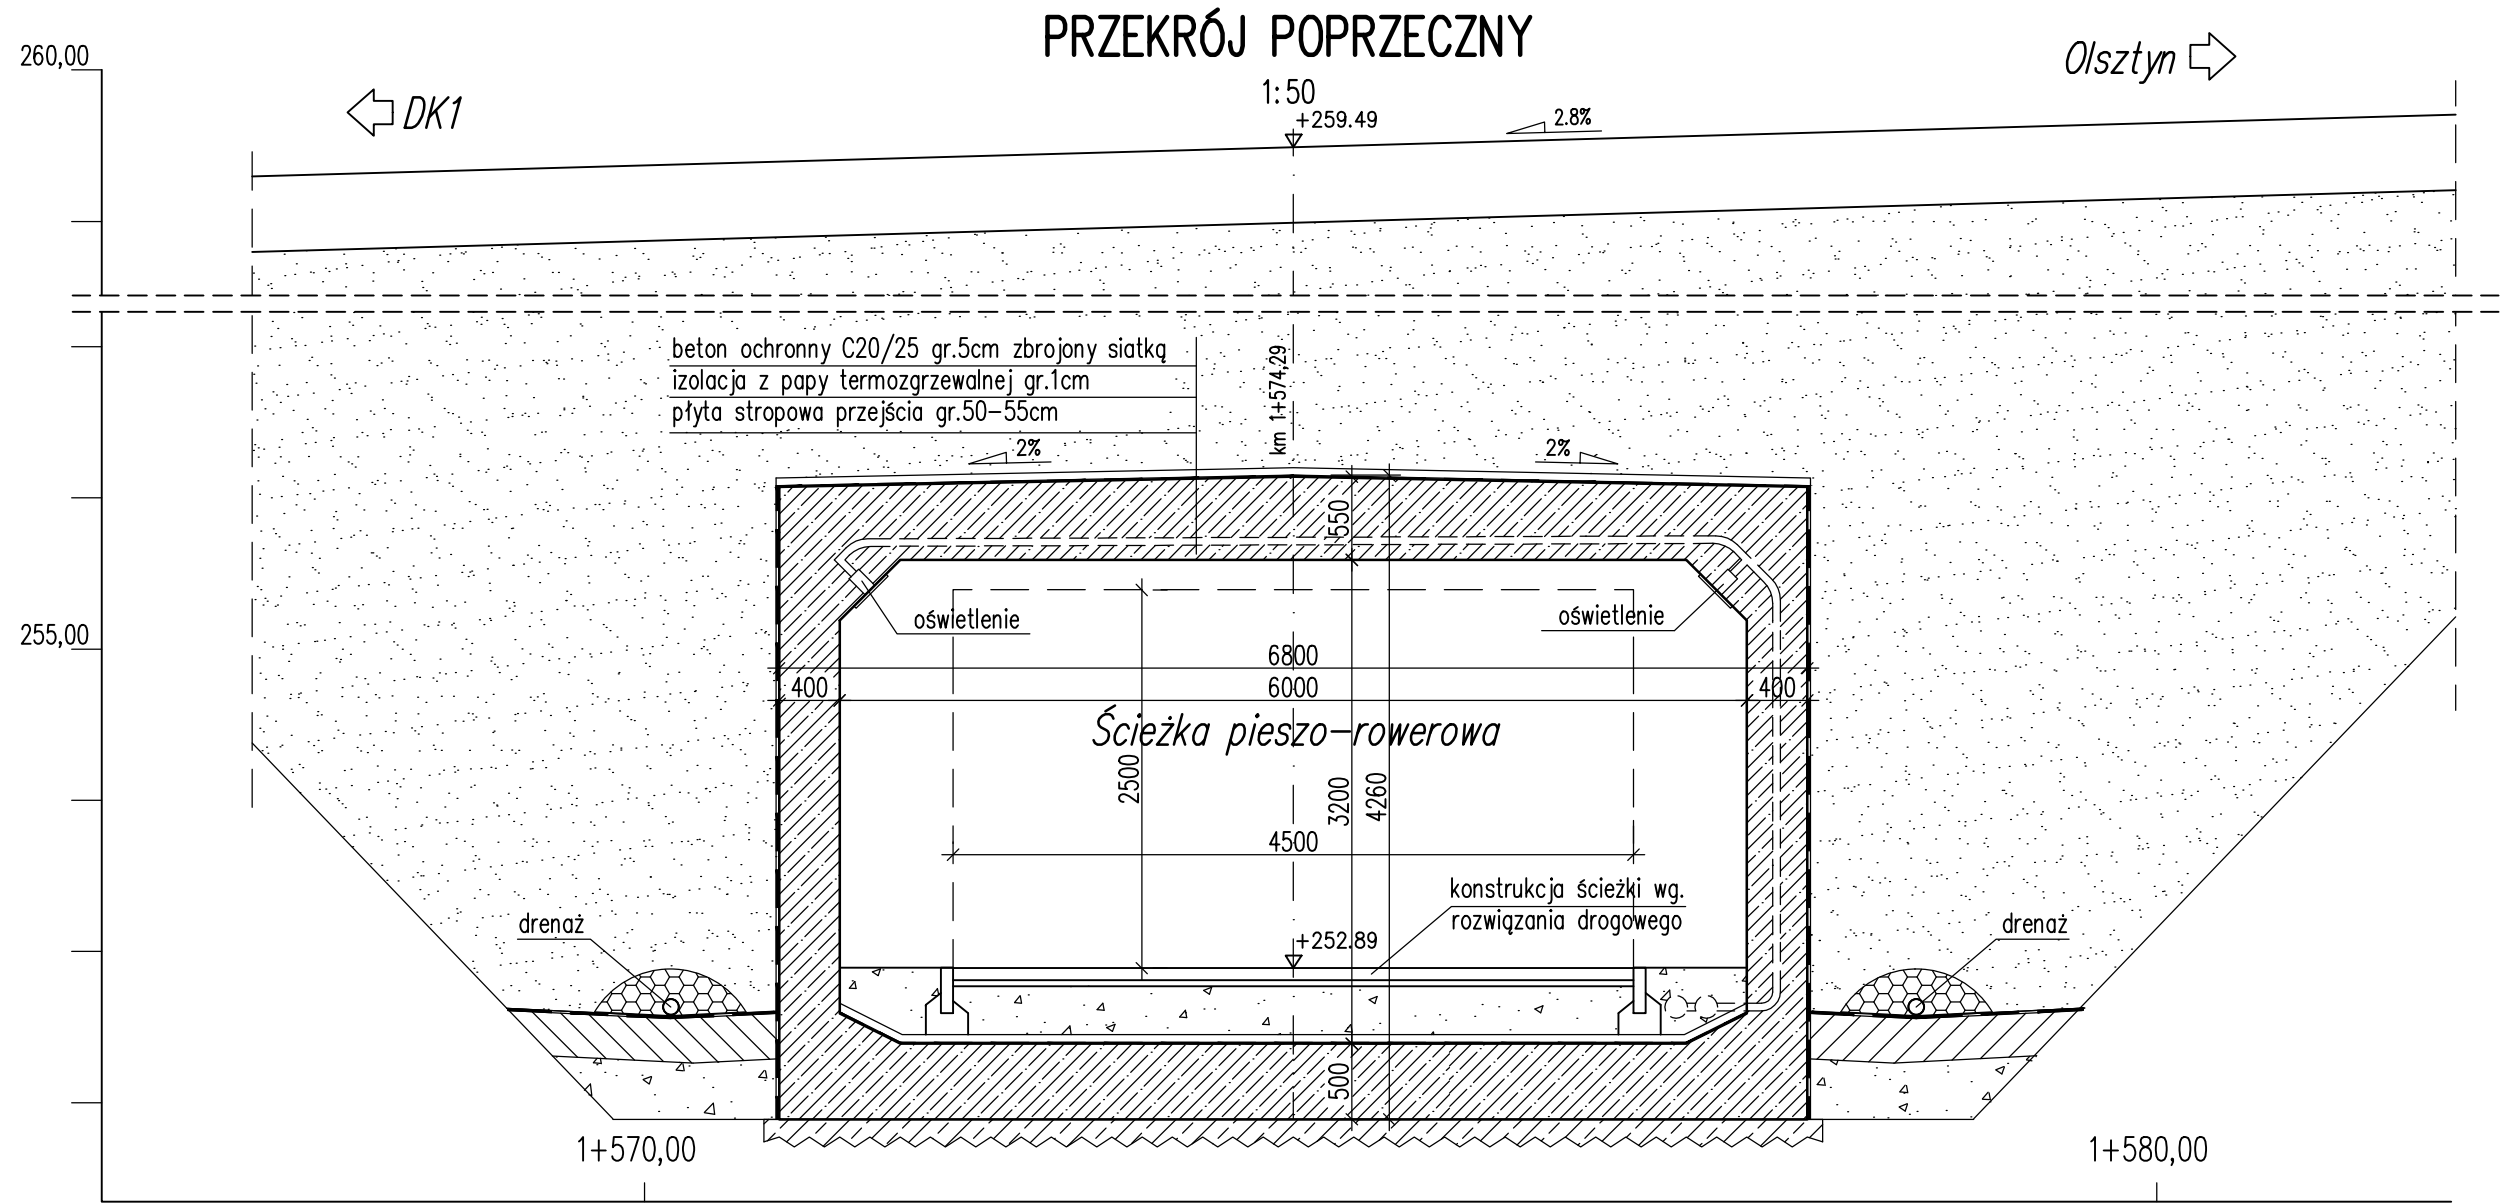 PRZEKRÓJ POPRZECZNY
1:50
260,00
DK1
Olsztyn
+259.49
2.8%
beton ochronny C20/25 gr.5cm zbrojony siatką
izolacja z papy termozgrzewalnej gr.1cm
płyta stropowa przejścia gr.50-55cm
km 1+574,29
2%
2%
550
oświetlenie
oświetlenie
255,00
6800
400
6000
400
Ścieżka pieszo-rowerowa
2500
3200
4260
4500
konstrukcja ścieżki wg.
rozwiązania drogowego
drenaż
drenaż
+252.89
500
1+570,00
1+580,00